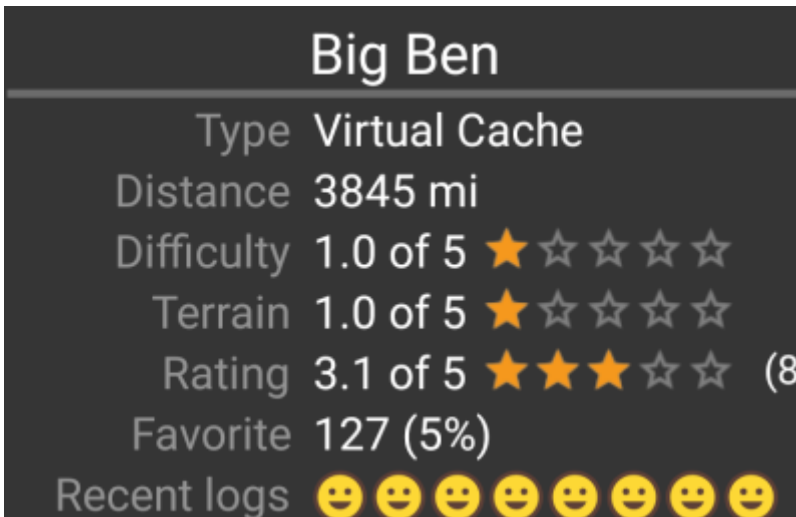 Big Ben
Type Virtual Cache
Distance 3845 mi
Difficulty 1.0 of 5
Terrain 1.0 of 5
Rating 3.1 of 5 (8
Favorite 127 (5%)
Recent logs